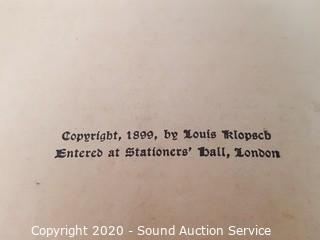 Copyright, 1899, by Louis Klopsch
Entered at Stationers' Hall, London
Copyright 2020 - Sound Auction Service